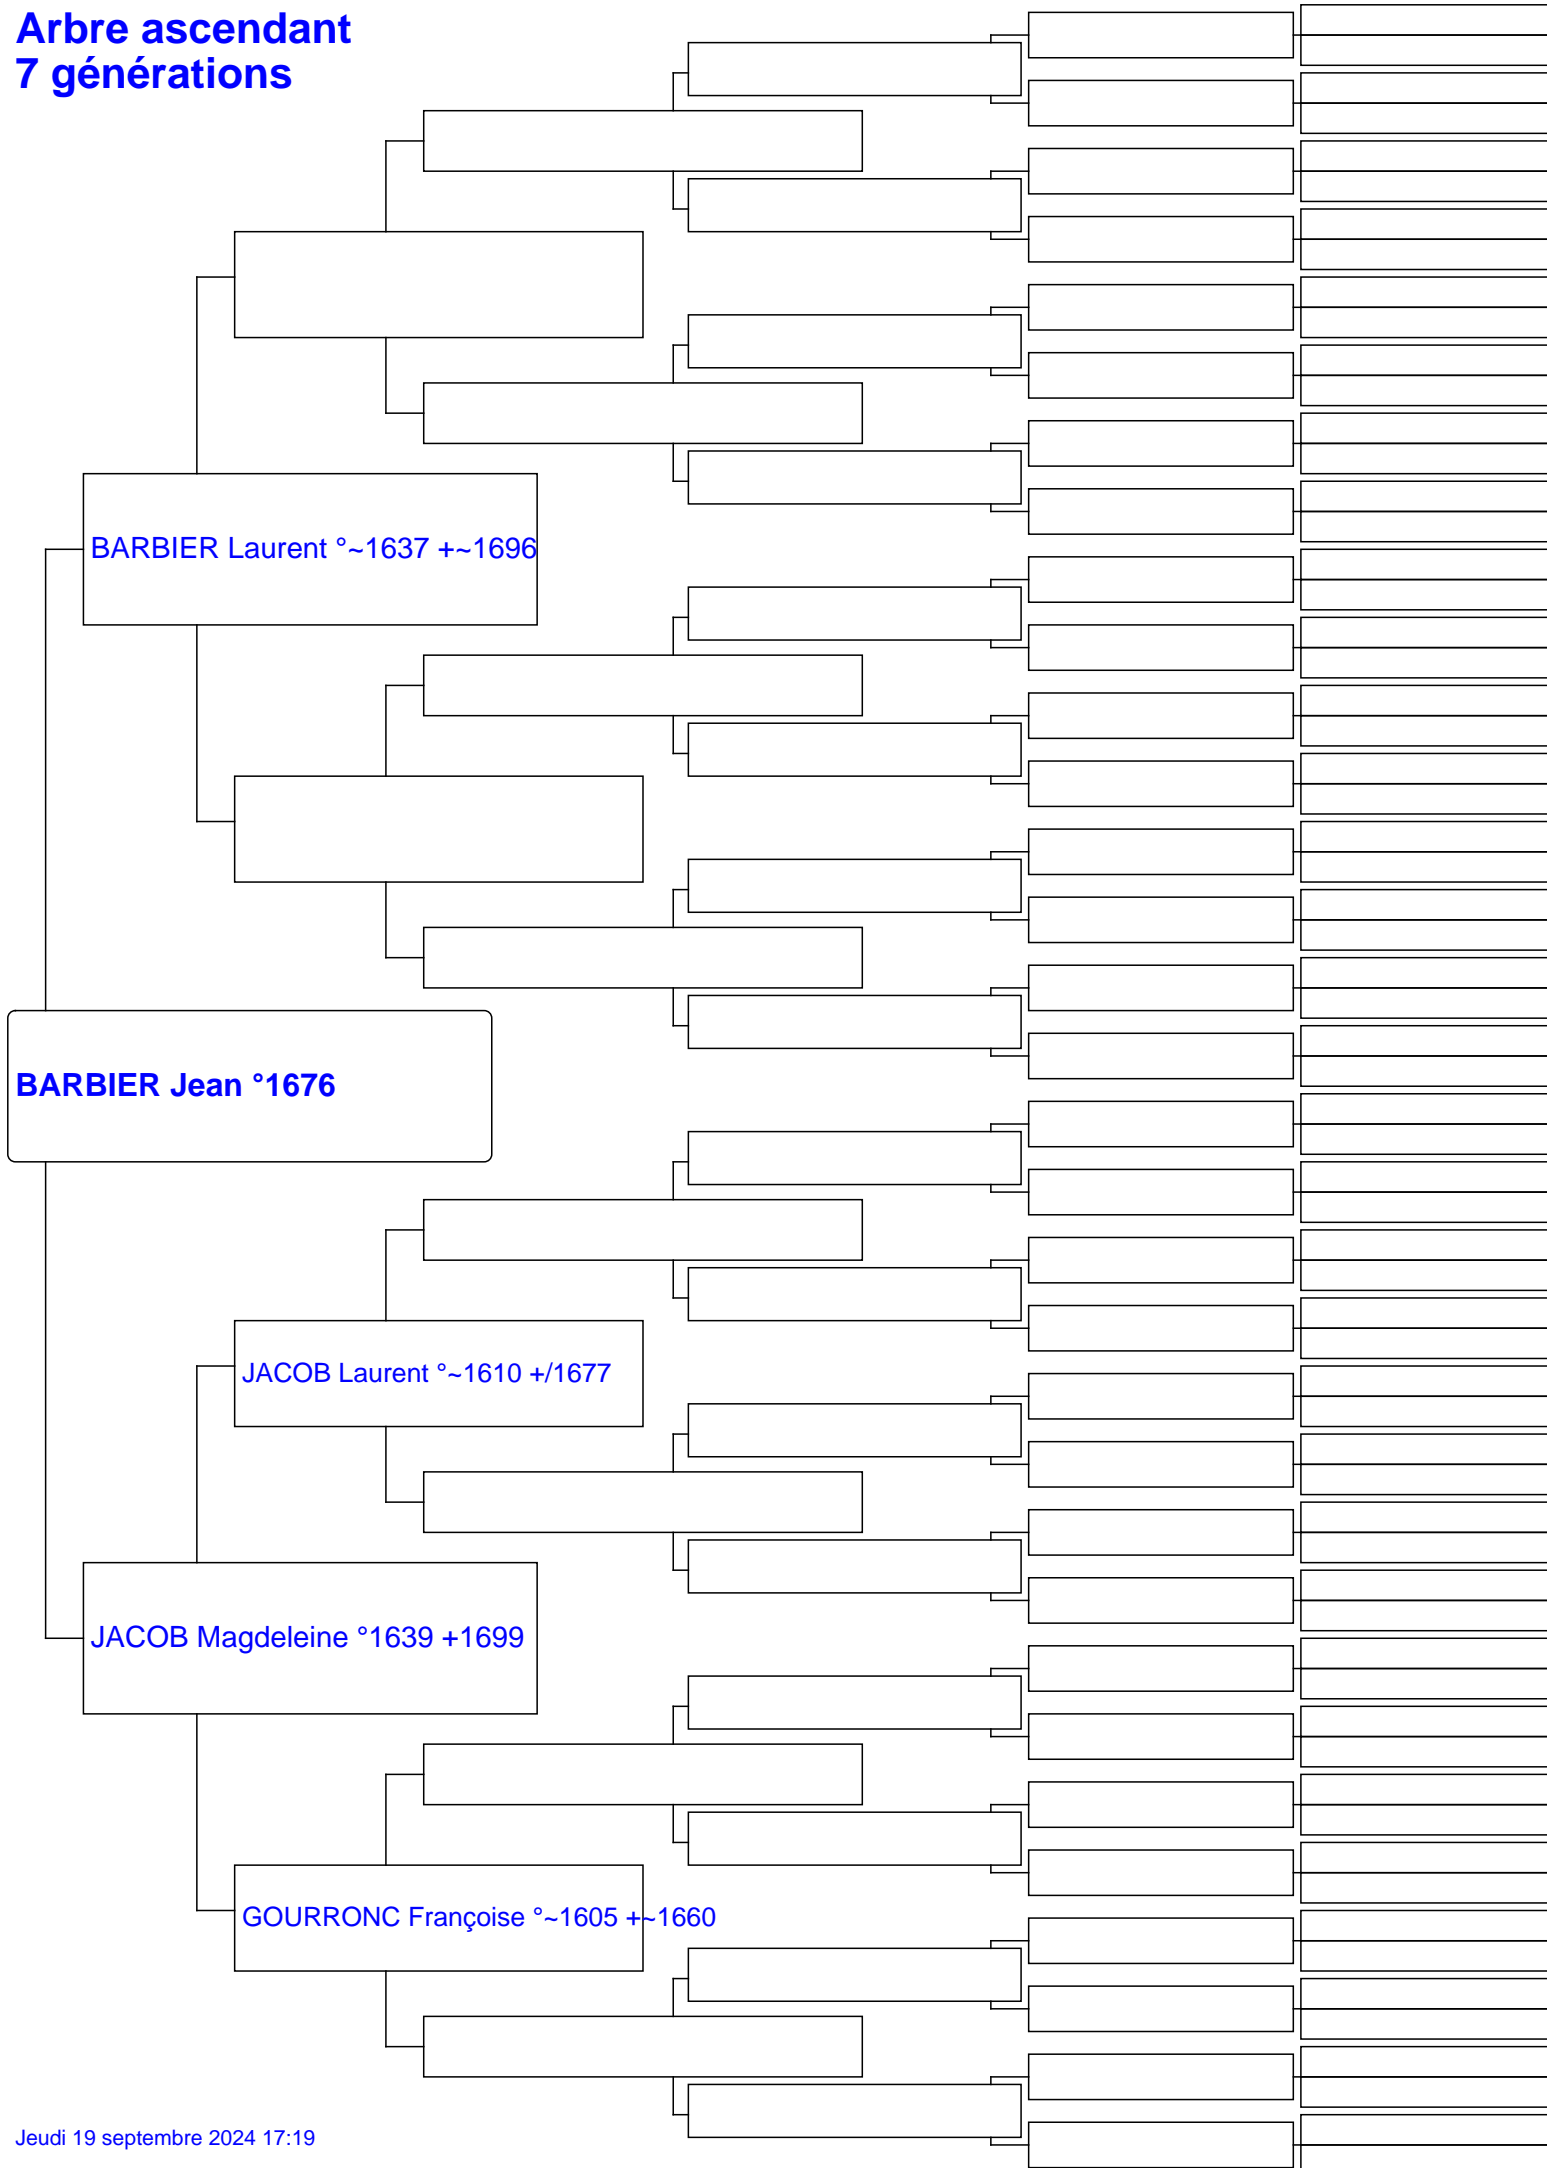 Arbre ascendant
7 générations
BARBIER Laurent °~1637 +~1696
BARBIER Jean °1676
JACOB Laurent °~1610 +/1677
JACOB Magdeleine °1639 +1699
GOURRONC Françoise °~1605 +~1660
Jeudi 19 septembre 2024 17:19